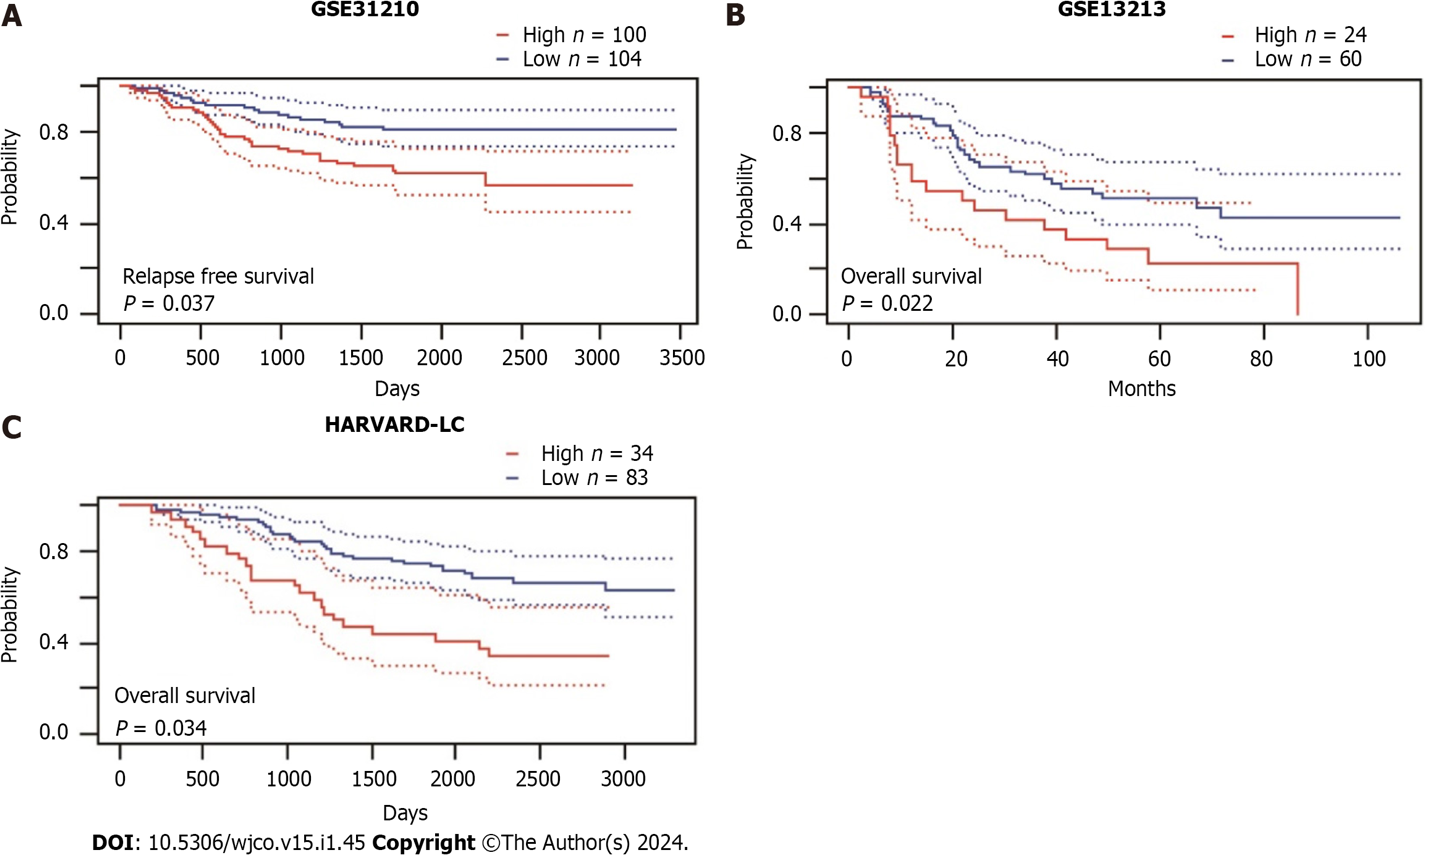 A
GSE31210
High n = 100
Low n = 104
Probability
0.8
0.4
0.0
Relapse free survival
P = 0.037
0 500 1000 1500 2000 2500 3000 3500
Days
B
GSE13213
High n = 24
Low n = 60
Probability
0.8
0.4
0.0
Overall survival
P = 0.022
0 20 40 60 80 100
Months
C
HARVARD-LC
High n = 34
Low n = 83
Probability
0.8
0.4
0.0
Overall survival
P = 0.034
0 500 1000 1500 2000 2500 3000
Days
DOI: 10.5306/wjco.v15.i1.45 Copyright ©The Author(s) 2024.